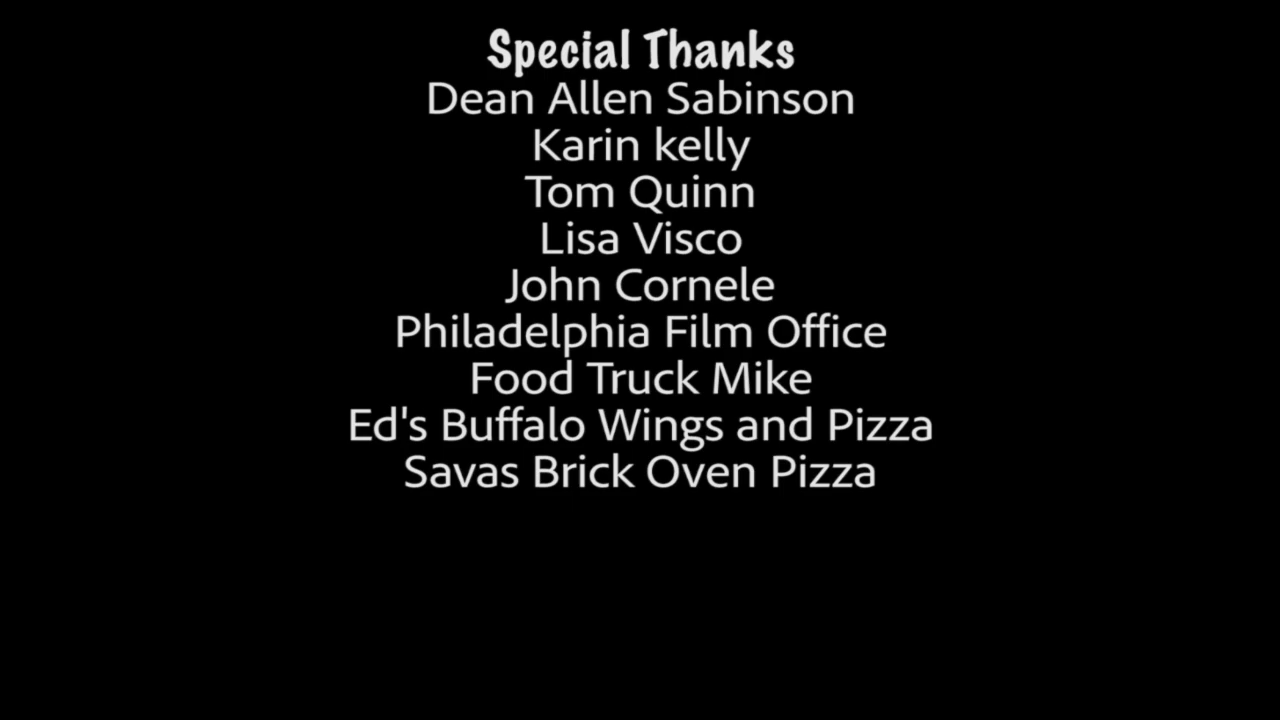 Special Thanks
Dean Allen Sabinson
Karin kelly
Tom Quinn
Lisa Visco
John Cornele
Philadelphia Film Office
Food Truck Mike
Ed's Buffalo Wings and Pizza
Savas Brick Oven Pizza